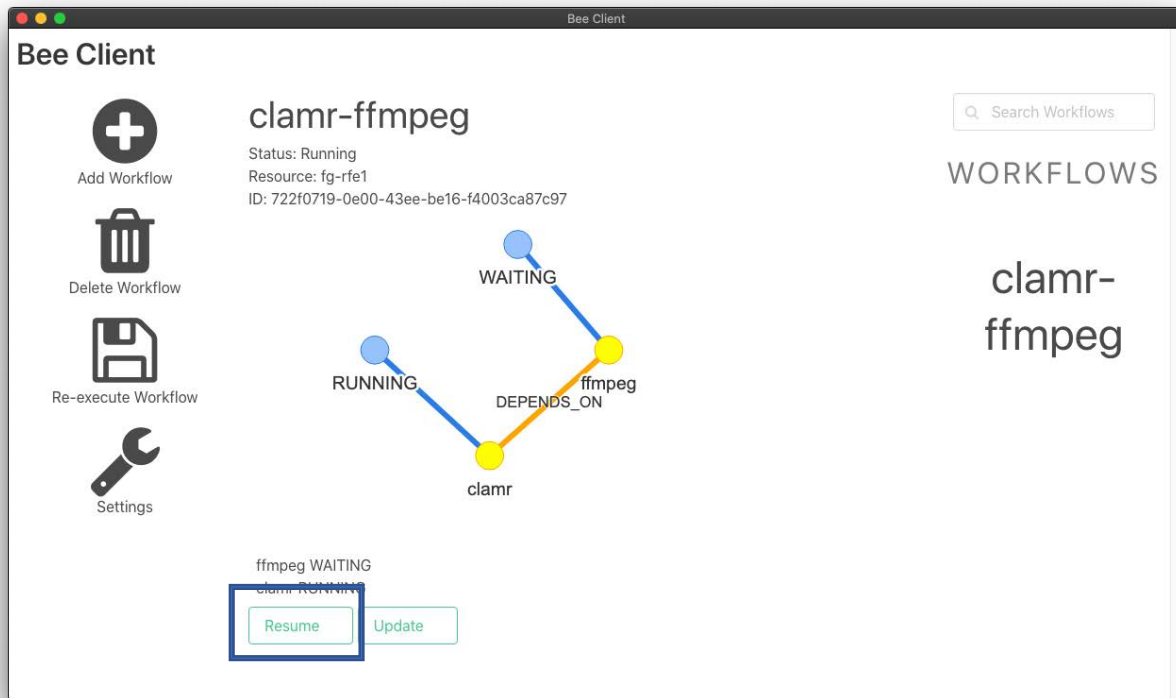 Bee Client
Bee Client
Add Workflow
Delete Workflow
Re-execute Workflow
Settings
clamr-ffmpeg
Status: Running
Resource: fg-rfe1
ID: 722f0719-0e00-43ee-be16-f4003ca87c97
WAITING
RUNNING
ffmpeg
DEPENDS_ON
clamr
ffmpeg WAITING
clamr RUNNING
Resume Update
Search Workflows
WORKFLOWS
clamr-
ffmpeg